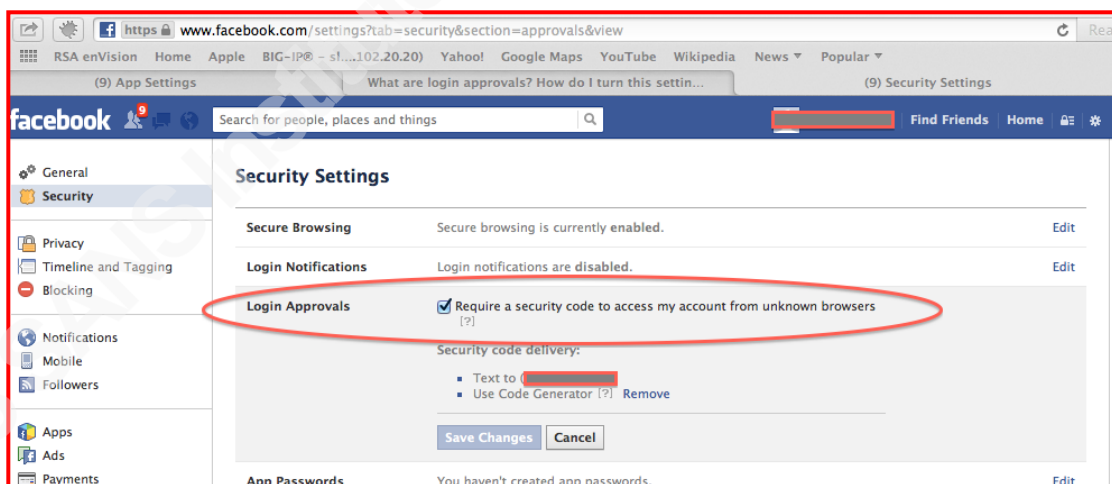 https www.facebook.com/settings?tab=security&section=approvals&view
RSA enVision Home Apple BIG-IP® – sl....102.20.20) Yahoo! Google Maps YouTube Wikipedia News Popular
(9) App Settings What are login approvals? How do I turn this settin... (9) Security Settings
facebook 9 Search for people, places and things Find Friends Home
General
Security
Security Settings
Secure Browsing Secure browsing is currently enabled. Edit
Privacy
Timeline and Tagging
Blocking
Login Notifications Login notifications are disabled. Edit
Login Approvals Require a security code to access my account from unknown browsers
[?]
Notifications
Mobile
Followers
Security code delivery:
Text to (
Use Code Generator [?] Remove
Apps
Ads
Payments
Save Changes Cancel
App Passwords You haven't created app passwords. Edit